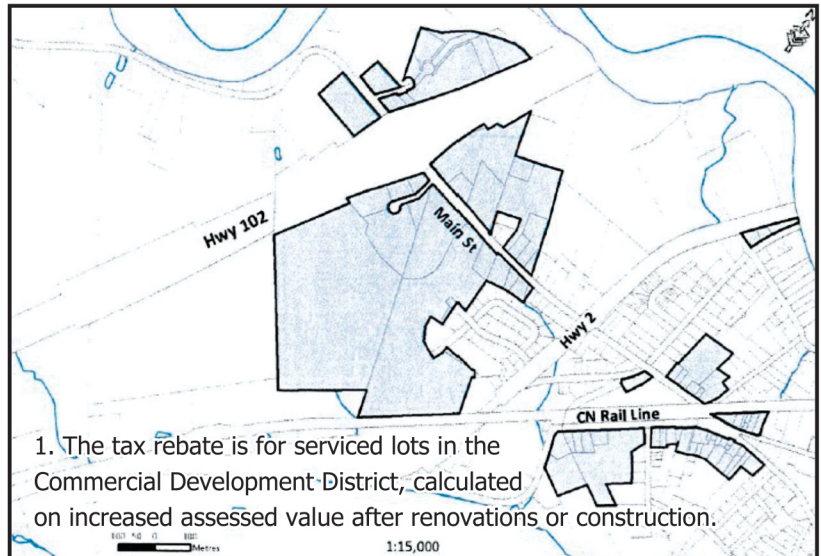 Hwy 102
Main St
Hwy 2
CN Rail Line
1. The tax rebate is for serviced lots in the
Commercial Development District, calculated
on increased assessed value after renovations or construction.
Metres
1:15,000